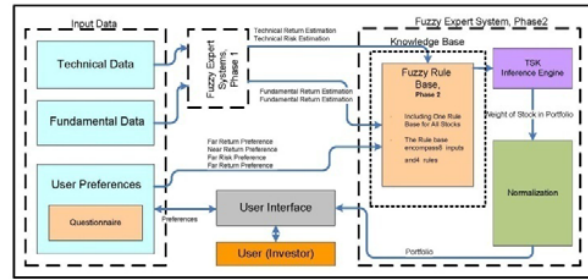 Input Data
Technical Data
Fundamental Data
User Preferences
Questionnaire
Fuzzy Expert
Systems,
Phase 1
Technical Return Estimation
Technical Risk Estimation
Fundamental Return Estimation
Fundamental Return Estimation
Far Return Preference
Near Return Preference
Far Risk Preference
Far Return Preference
Preferences
User Interface
User (Investor)
Portfolio
Fuzzy Expert System, Phase2
Knowledge Base
Fuzzy Rule
Base,
Phase 2
Including One Rule
Base for All Stocks
The Rule base
encompass8 inputs
and4 rules
TSK
Inference Engine
Weight of Stock in Portfolio
Normalization